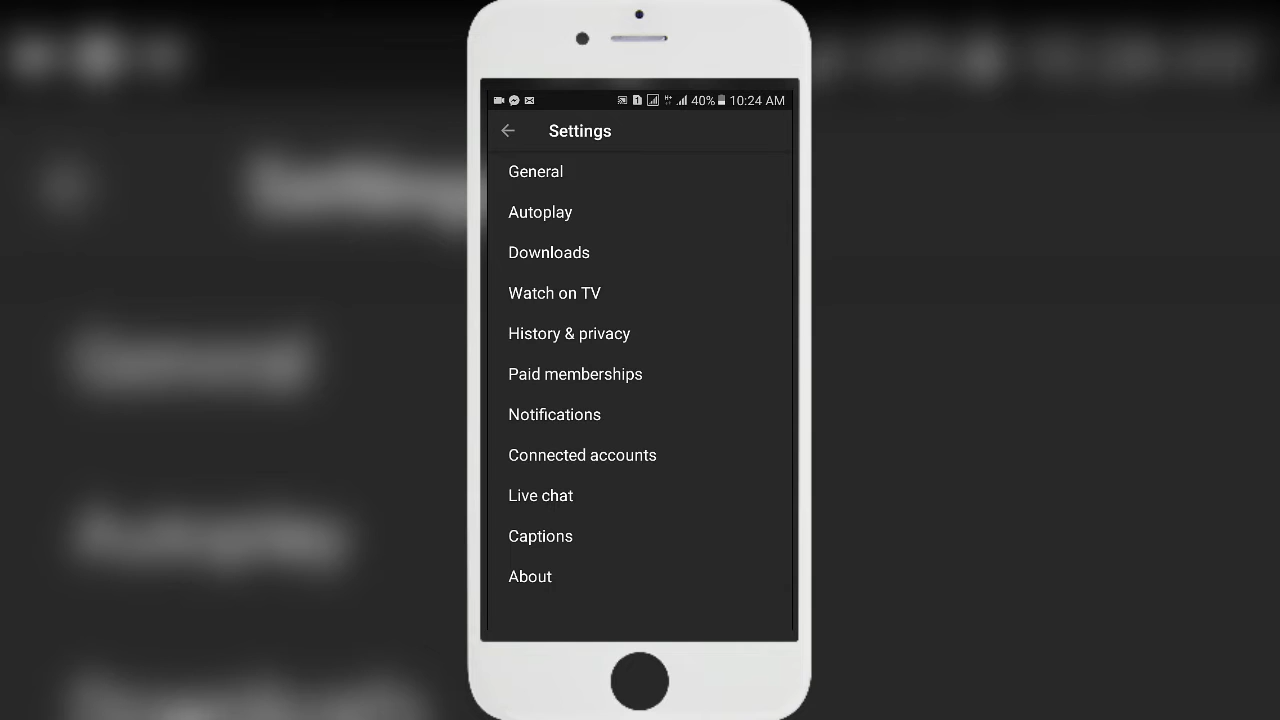 40% 10:24 AM
Settings
General
Autoplay
Downloads
Watch on TV
History & privacy
Paid memberships
Notifications
Connected accounts
Live chat
Captions
About